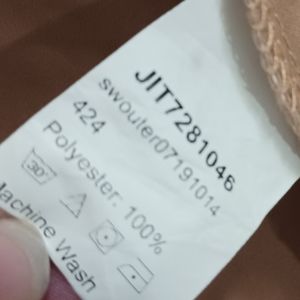 JIT7281046
swouter07191014
424
Polyester: 100%
30°
Machine Wash